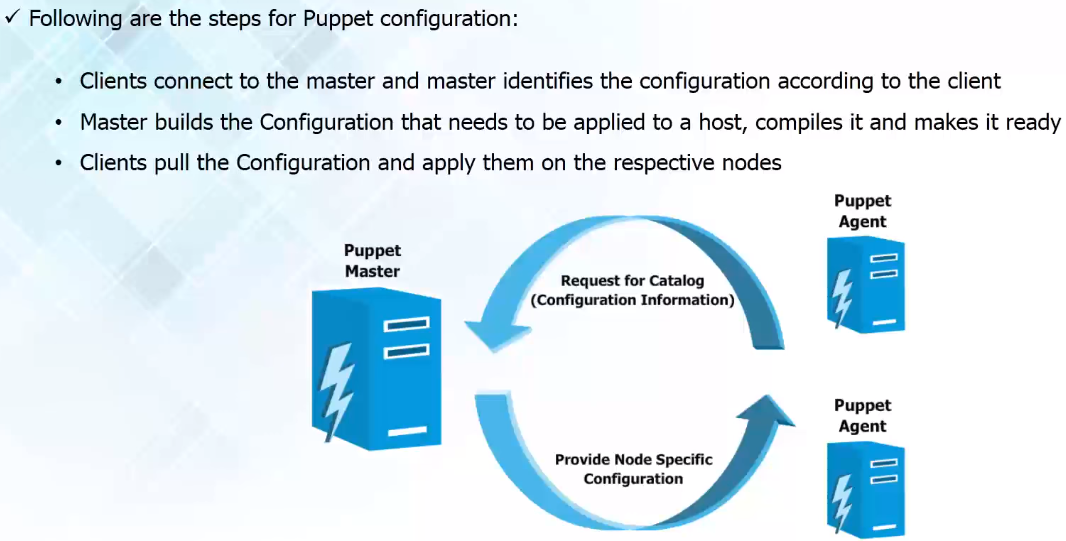 ✓ Following are the steps for Puppet configuration:
• Clients connect to the master and master identifies the configuration according to the client
• Master builds the Configuration that needs to be applied to a host, compiles it and makes it ready
• Clients pull the Configuration and apply them on the respective nodes
Puppet
Master
Request for Catalog
(Configuration Information)
Puppet
Agent
Provide Node Specific
Configuration
Puppet
Agent